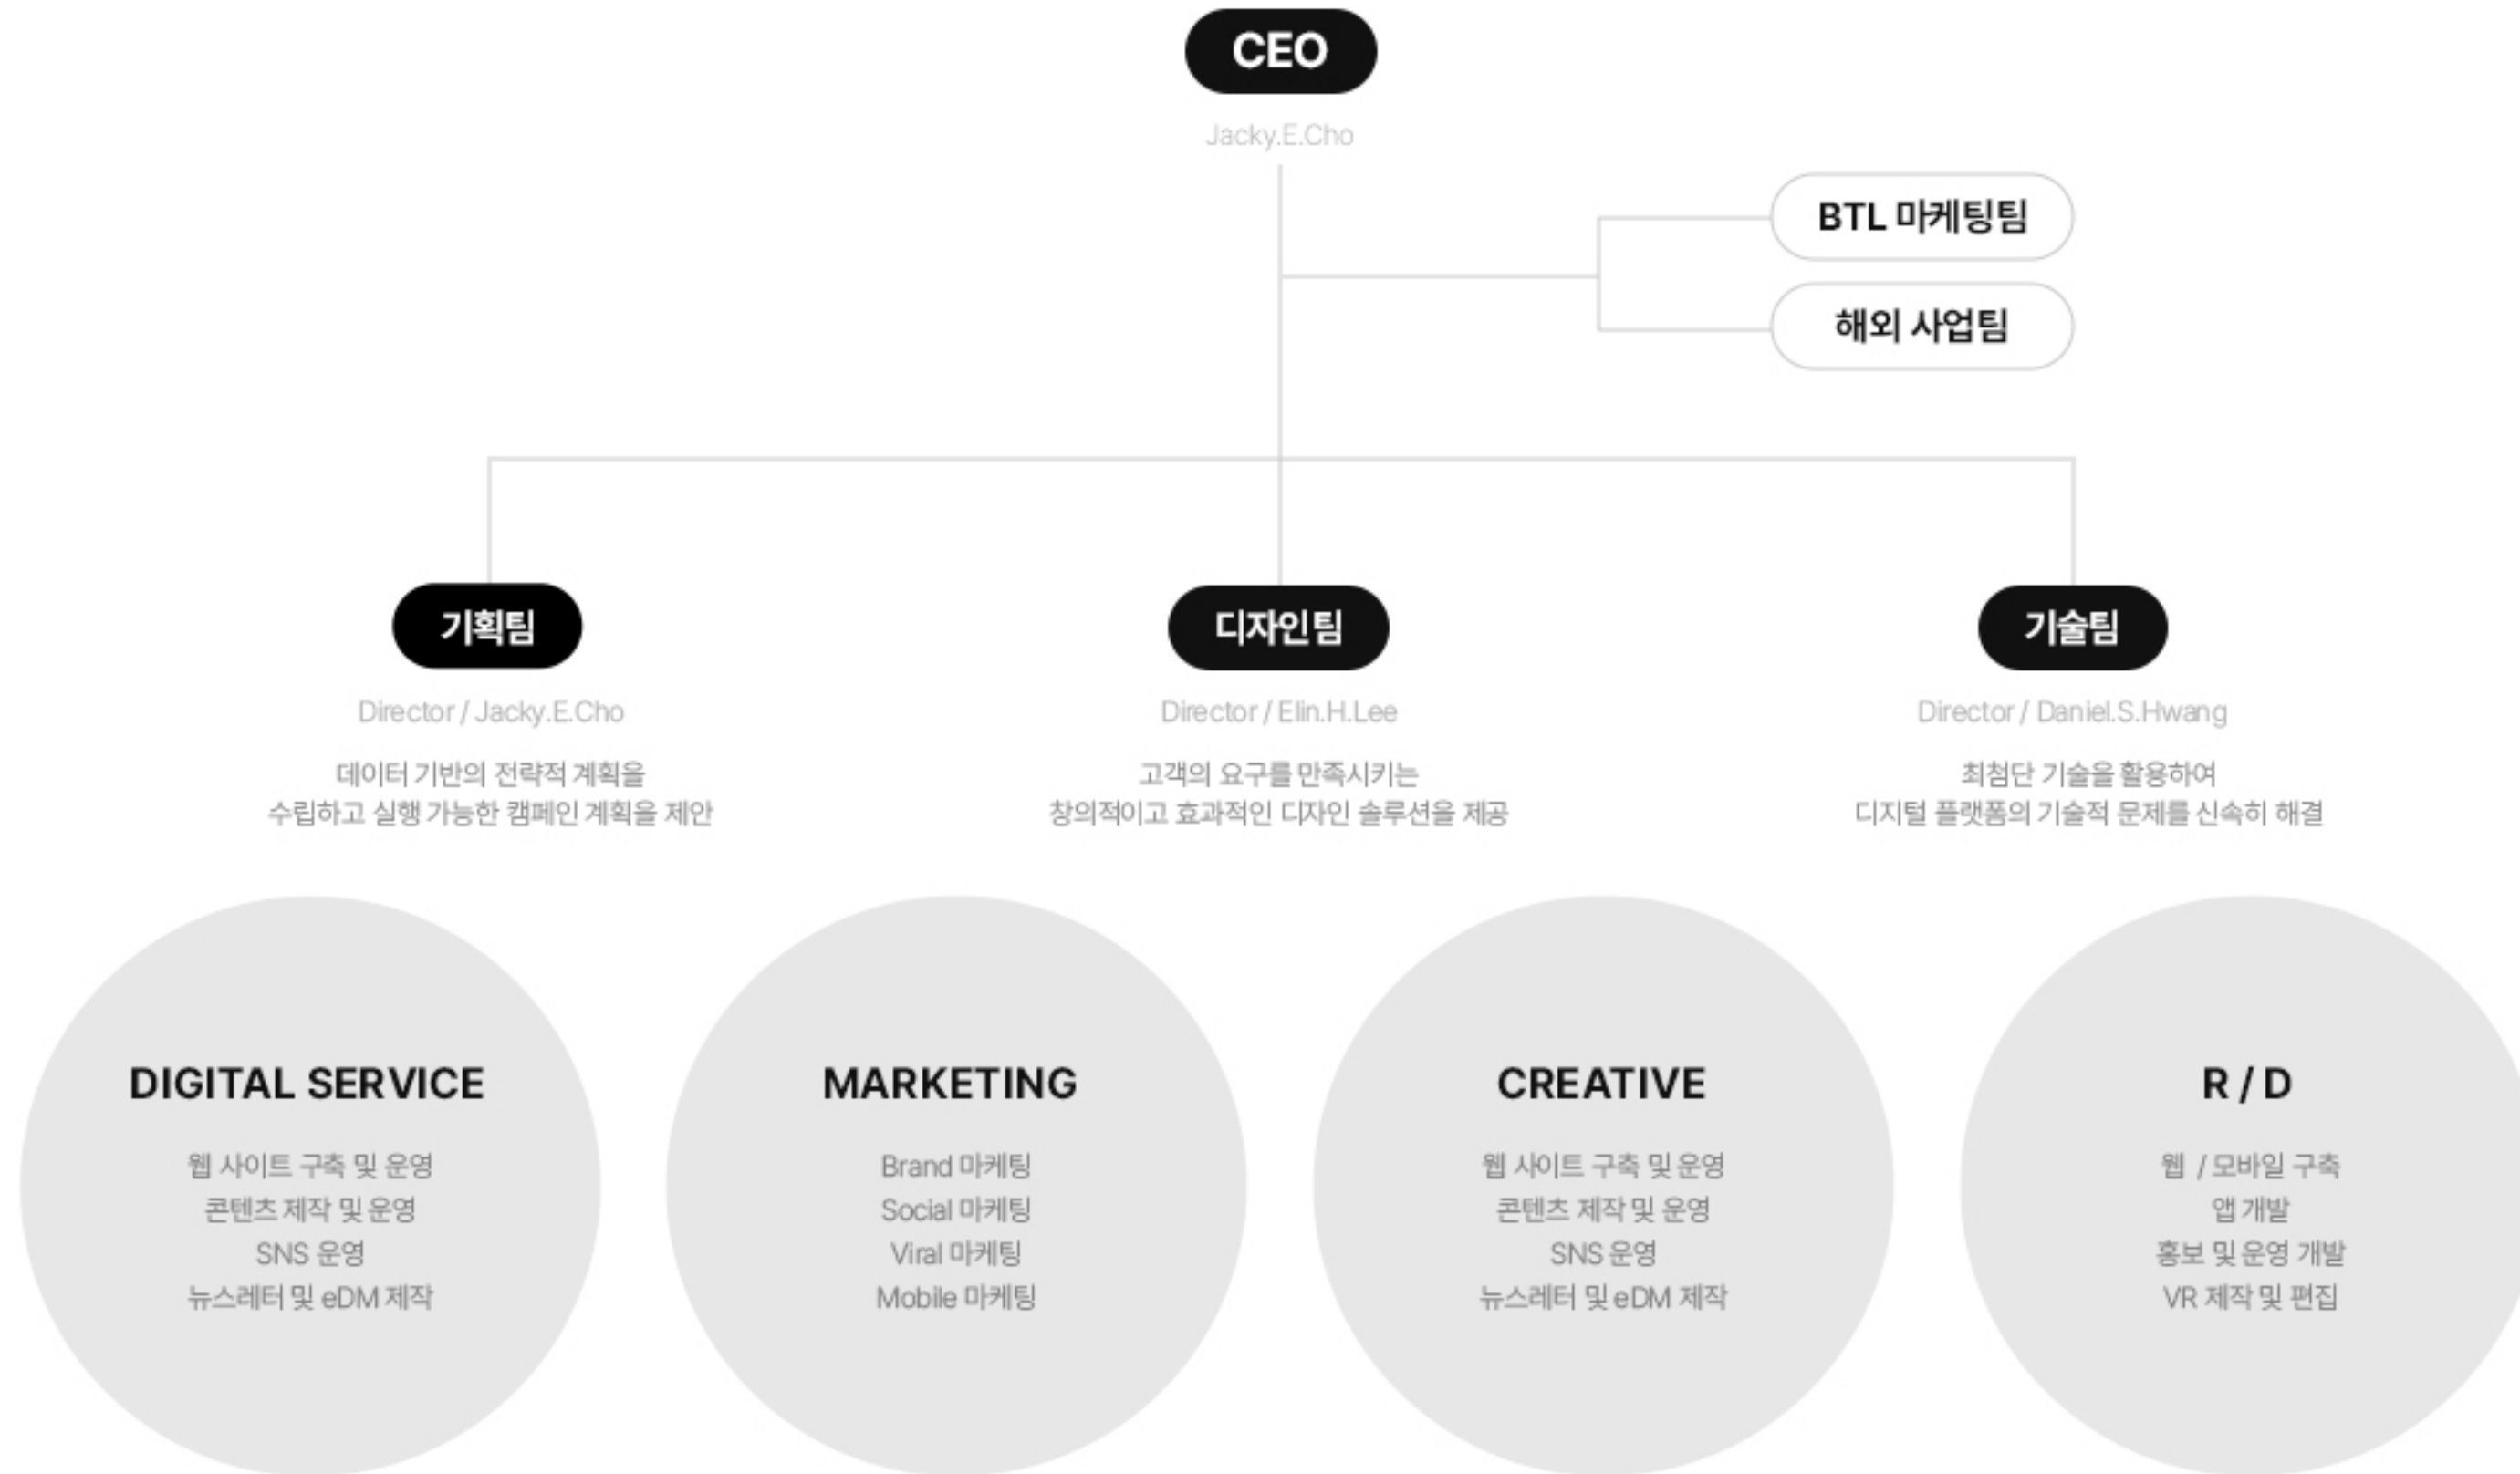 CEO
Jacky.E.Cho
BTL 마케팅팀
해외 사업팀
기획팀
Director / Jacky.E.Cho
데이터 기반의 전략적 계획을
수립하고 실행 가능한 캠페인 계획을 제안
디자인팀
Director / Elin.H.Lee
고객의 요구를 만족시키는
창의적이고 효과적인 디자인 솔루션을 제공
기술팀
Director / Daniel.S.Hwang
최첨단 기술을 활용하여
디지털 플랫폼의 기술적 문제를 신속히 해결
DIGITAL SERVICE
웹 사이트 구축 및 운영
콘텐츠 제작 및 운영
SNS 운영
뉴스레터 및 eDM 제작
MARKETING
Brand 마케팅
Social 마케팅
Viral 마케팅
Mobile 마케팅
CREATIVE
웹 사이트 구축 및 운영
콘텐츠 제작 및 운영
SNS 운영
뉴스레터 및 eDM 제작
R / D
웹 / 모바일 구축
앱 개발
홍보 및 운영 개발
VR 제작 및 편집